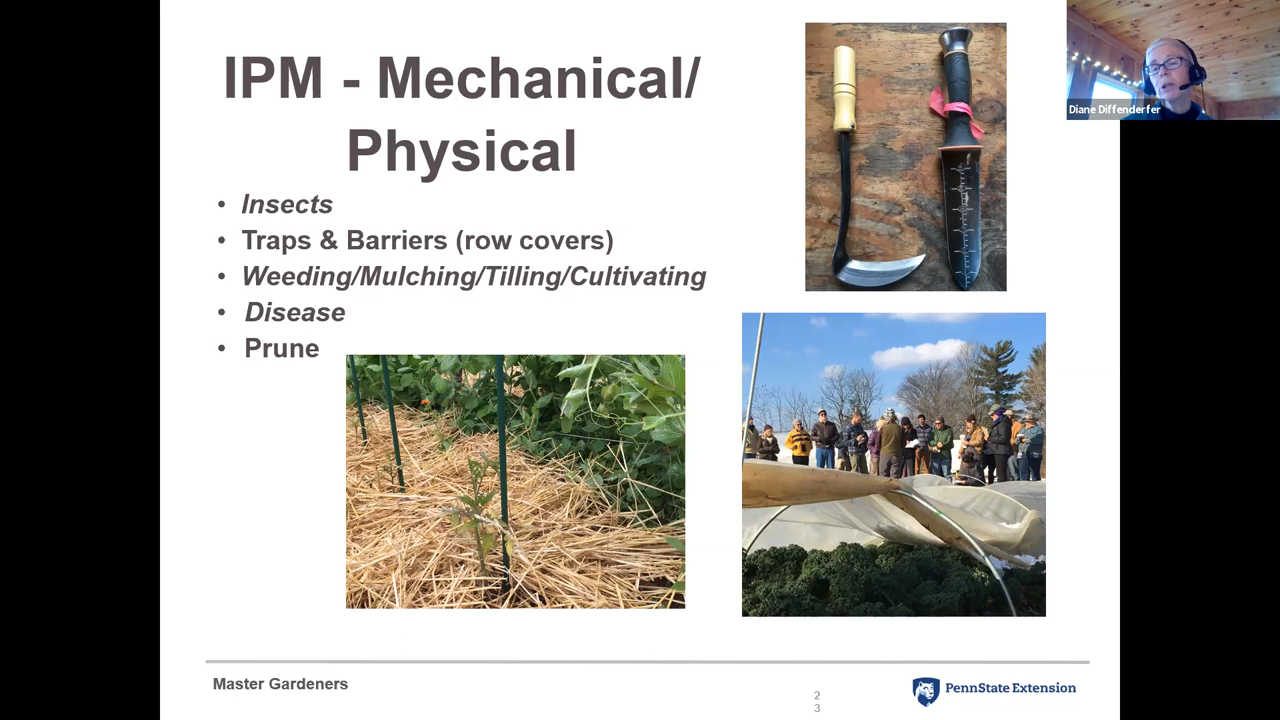 IPM - Mechanical/
Physical
• Insects
• Traps & Barriers (row covers)
• Weeding/Mulching/Tilling/Cultivating
• Disease
• Prune
Diane Diffenderfer
Master Gardeners
2
3
PennState Extension